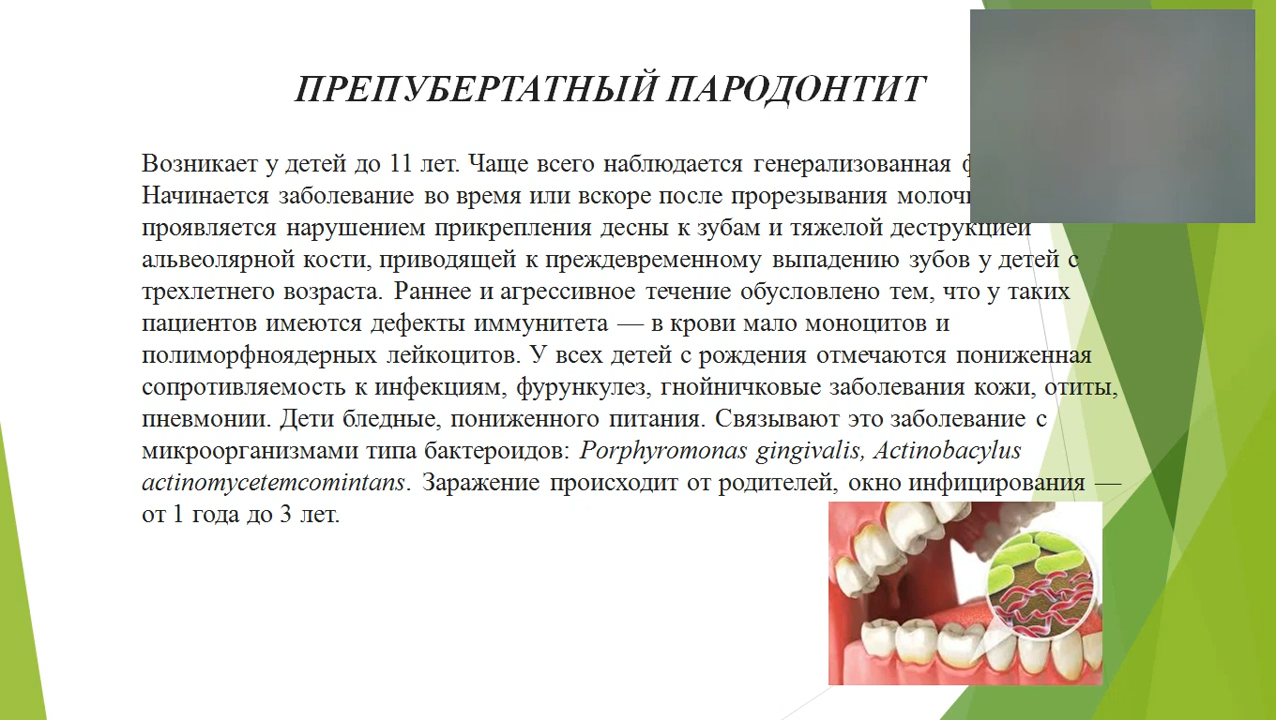 ПРЕПУБЕРТАТНЫЙ ПАРОДОНТИТ
Возникает у детей до 11 лет. Чаще всего наблюдается генерализованная
Начинается заболевание во время или вскоре после прорезывания
проявляется нарушением прикрепления десны к зубам и тяжелой деструкцией
альвеолярной кости, приводящей к преждевременному выпадению зубов у детей с
трехлетнего возраста. Раннее и агрессивное течение обусловлено тем, что у таких
пациентов имеются дефекты иммунитета — в крови мало моноцитов и
полиморфноядерных лейкоцитов. У всех детей с рождения отмечаются пониженная
сопротивляемость к инфекциям, фурункулез, гнойничковые заболевания кожи, отиты,
пневмонии. Дети бледные, пониженного питания. Связывают это заболевание с
микроорганизмами типа бактероидов: Porphyromonas gingivalis, Actinobacylus
actinomycetemcomintans. Заражение происходит от родителей, окно инфицирования —
от 1 года до 3 лет.